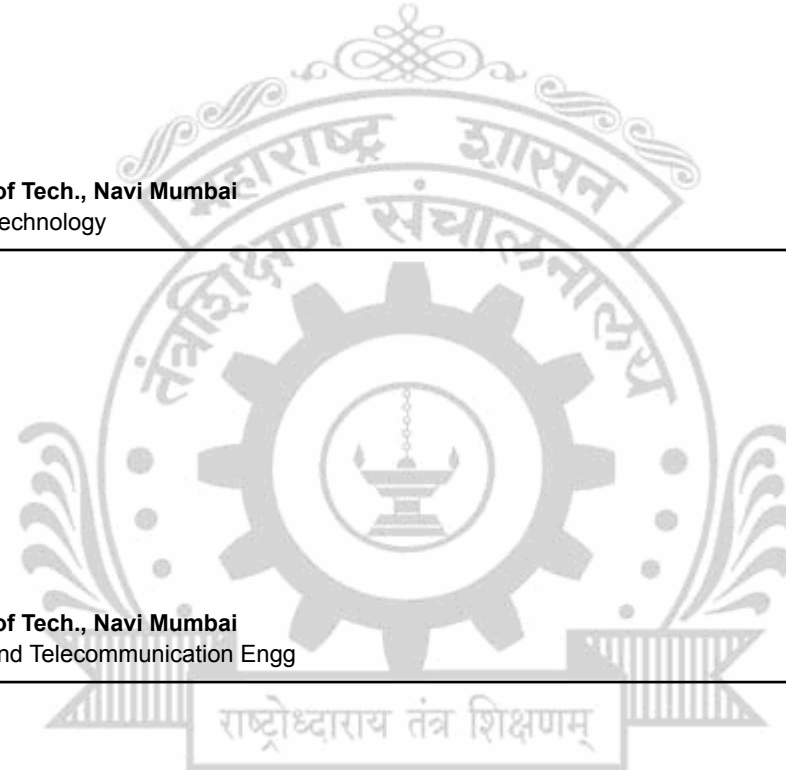 महाराष्ट्र शासन
of Tech., Navi Mumbai
echnology
तंत्रशिक्षण संचालनालय
of Tech., Navi Mumbai
nd Telecommunication Engg
राष्ट्रोध्दाराय तंत्र शिक्षणम्